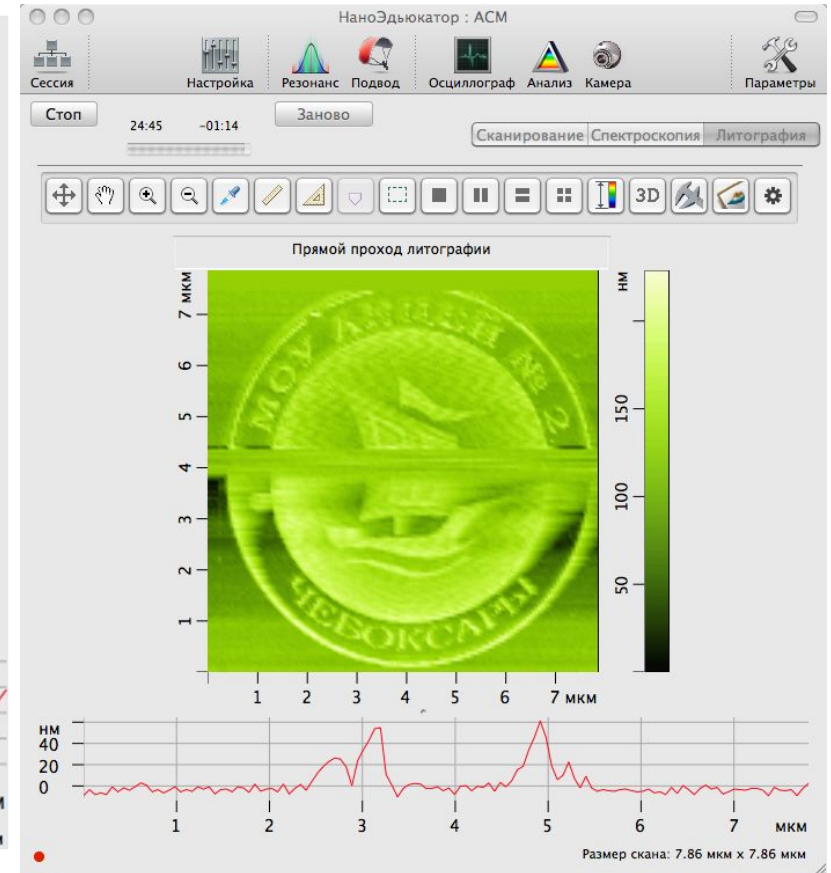 НаноЭдьюкатор : АСМ
Сессия Настройка Резонанс Подвод Осциллограф Анализ Камера Параметры
Стоп 24:45 -01:14 Заново
Сканирование Спектроскопия Литография
3D
Прямой проход литографии
7 мкм
6
5
4
3
2
1
МОУ ЛИЦЕЙ № 2
ЧЕБОКСАРЫ
нм
150
100
50
1 2 3 4 5 6 7 мкм
нм
40
20
0
1 2 3 4 5 6 7 мкм
Размер скана: 7.86 мкм x 7.86 мкм